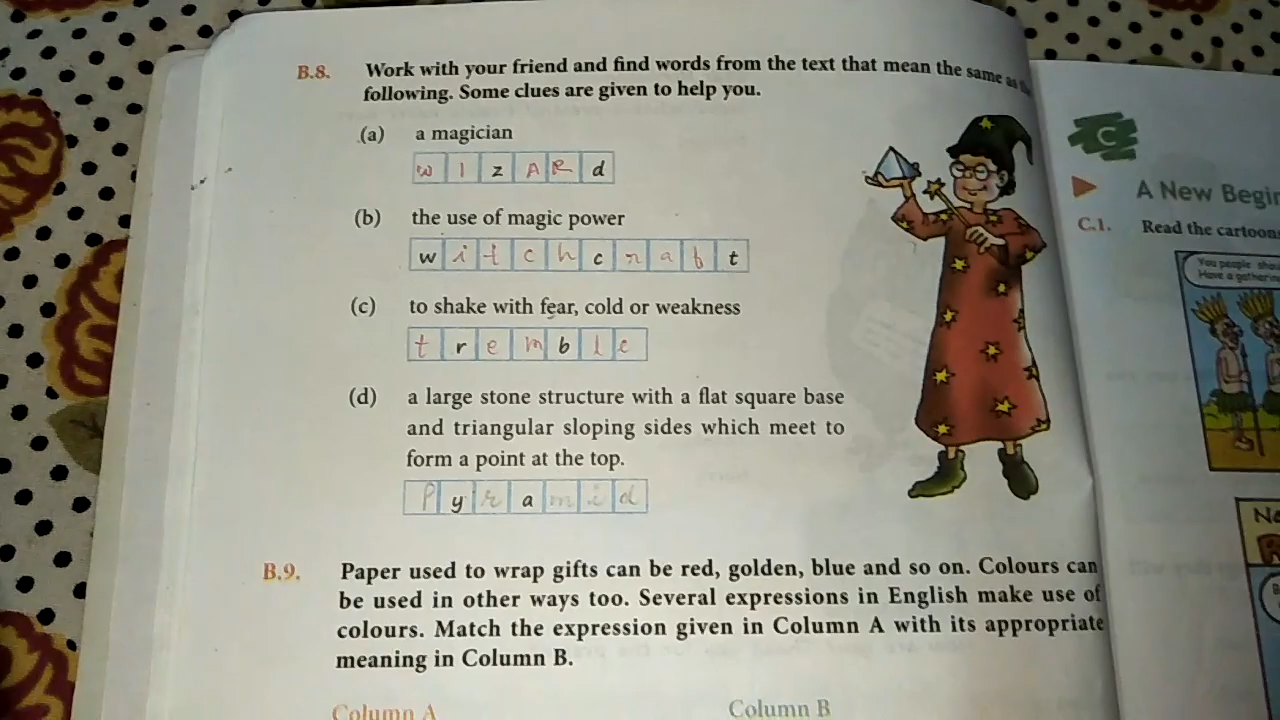 B.8. Work with your friend and find words from the text that mean the same as
following. Some clues are given to help you.
(a) a magician
w I z A R d
(b) the use of magic power
w i t c h c r a f t
(c) to shake with fear, cold or weakness
t r e m b l e
(d) a large stone structure with a flat square base
and triangular sloping sides which meet to
form a point at the top.
P y r a m i d
B.9. Paper used to wrap gifts can be red, golden, blue and so on. Colours can
be used in other ways too. Several expressions in English make use of
colours. Match the expression given in Column A with its appropriate
meaning in Column B.
Column A Column B
C
A New
C.1. Read the
You people
Have a